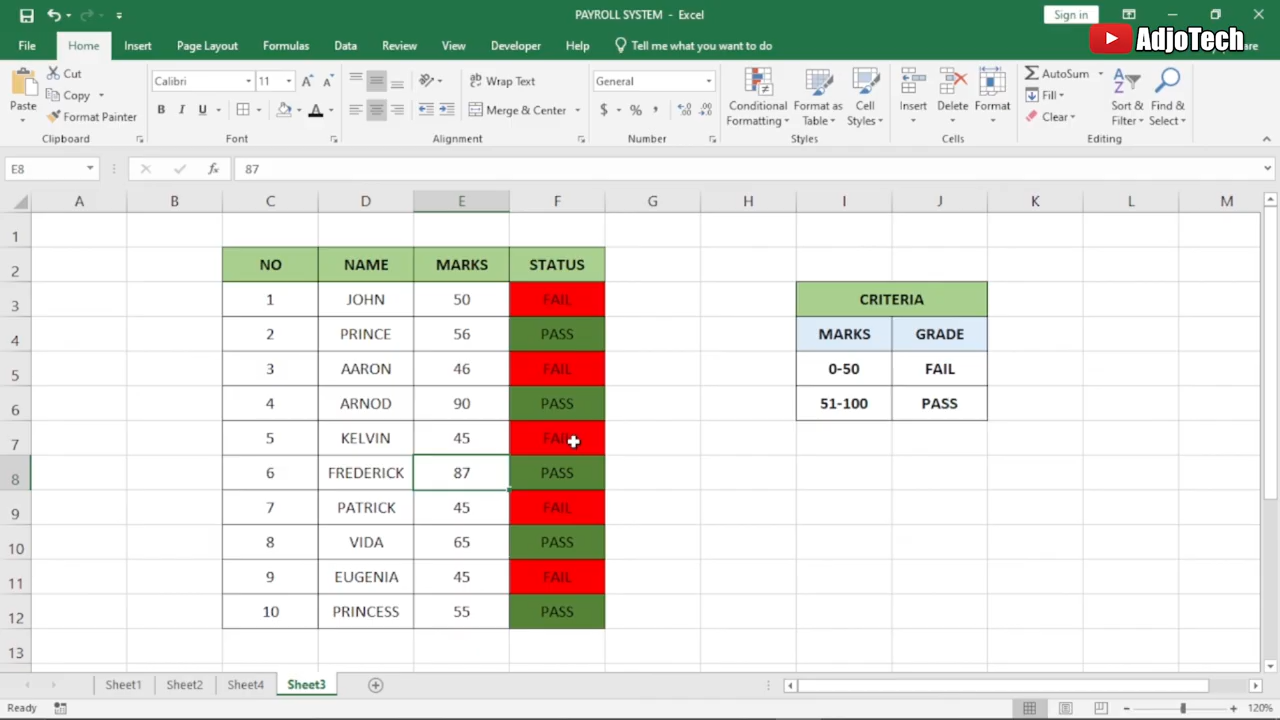 PAYROLL SYSTEM - Excel
Sign in
AdjoTech
File Home Insert Page Layout Formulas Data Review View Developer Help Tell me what you want to do
Paste
Cut
Copy
Format Painter
Clipboard
Calibri 11
B I U A
Font
Wrap Text
Merge & Center
Alignment
General
$ % ,
Number
Conditional Formatting
Format as Table
Cell Styles
Styles
Insert
Delete
Format
Cells
AutoSum
Fill
Clear
Sort & Filter
Find & Select
Editing
E8 fx 87
A B C D E F G H I J K L M
1
2 NO NAME MARKS STATUS
3 1 JOHN 50 FAIL CRITERIA
4 2 PRINCE 56 PASS MARKS GRADE
5 3 AARON 46 FAIL 0-50 FAIL
6 4 ARNOD 90 PASS 51-100 PASS
7 5 KELVIN 45 FAIL
8 6 FREDERICK 87 PASS
9 7 PATRICK 45 FAIL
10 8 VIDA 65 PASS
11 9 EUGENIA 45 FAIL
12 10 PRINCESS 55 PASS
13
Sheet1 Sheet2 Sheet4 Sheet3
Ready 120%